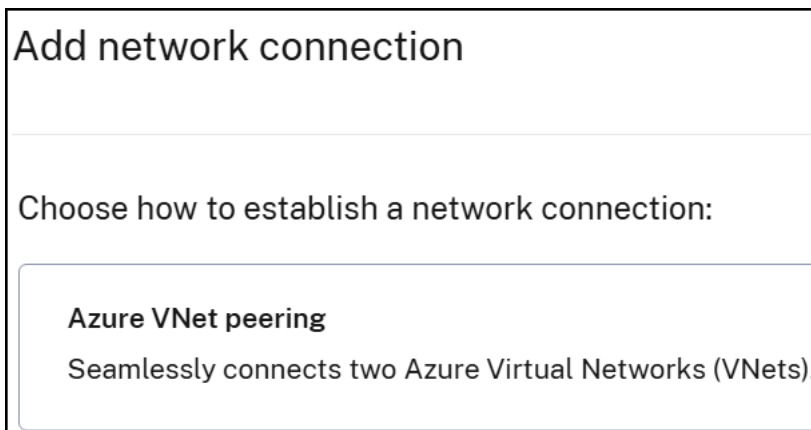 Add network connection
Choose how to establish a network connection:
Azure VNet peering
Seamlessly connects two Azure Virtual Networks (VNets).